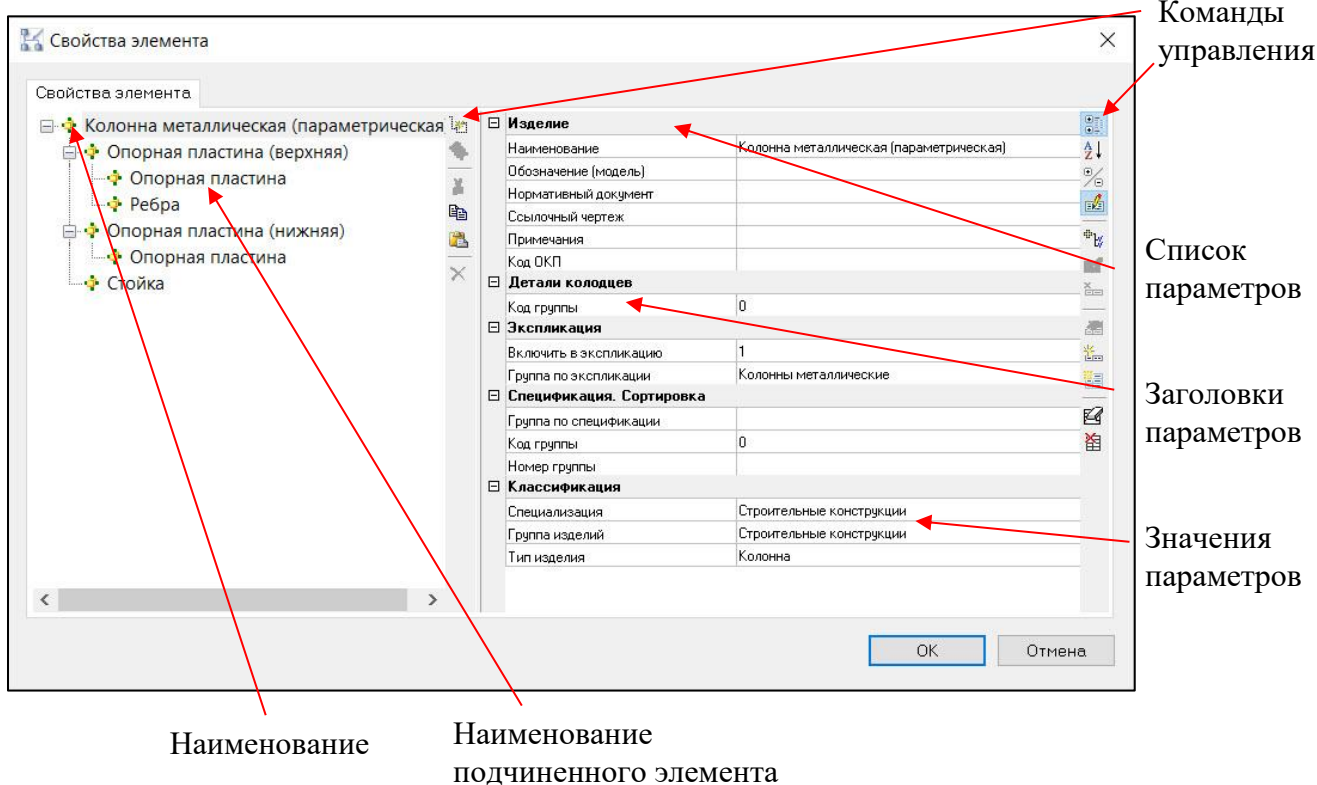 Команды
управления
Свойства элемента
Свойства элемента
Колонна металлическая (параметрическая
Опорная пластина (верхняя)
Опорная пластина
Ребра
Опорная пластина (нижняя)
Опорная пластина
Стойка
Изделие
Наименование Колонна металлическая (параметрическая)
Обозначение (модель)
Нормативный документ
Ссылочный чертеж
Примечания
Код ОКП
Детали колодцев
Код группы 0
Экспликация
Включить в экспликацию 1
Группа по экспликации Колонны металлические
Спецификация. Сортировка
Группа по спецификации
Код группы 0
Номер группы
Классификация
Специализация Строительные конструкции
Группа изделий Строительные конструкции
Тип изделия Колонна
Список
параметров
Заголовки
параметров
Значения
параметров
OK Отмена
Наименование
Наименование
подчиненного элемента